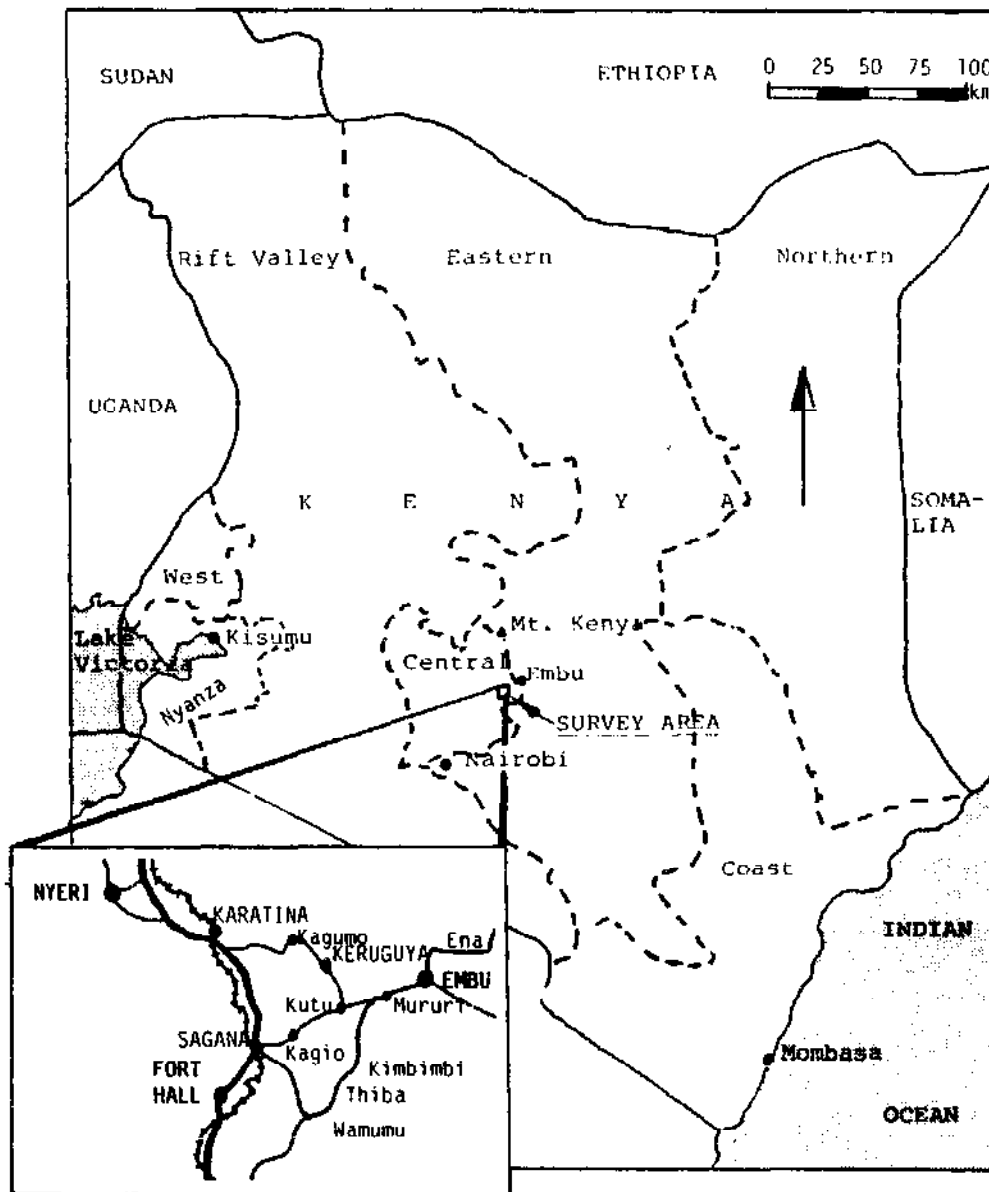 SUDAN
ETHIOPIA
0 25 50 75 100
km
Rift Valley
Eastern
Northern
UGANDA
K E N Y A
SOMA-
LIA
West
Lake
Victoria
Kisumu
Mt. Kenya
Central
Embu
Nyanza
SURVEY AREA
Nairobi
Coast
INDIAN
OCEAN
Mombasa
NYERI
KARATINA
Kagumo
KERUGUYA
Ena
EMBU
Kutu
Mururi
SAGANA
Kagio
FORT
HALL
Kimbimbi
Thiba
Wamumu